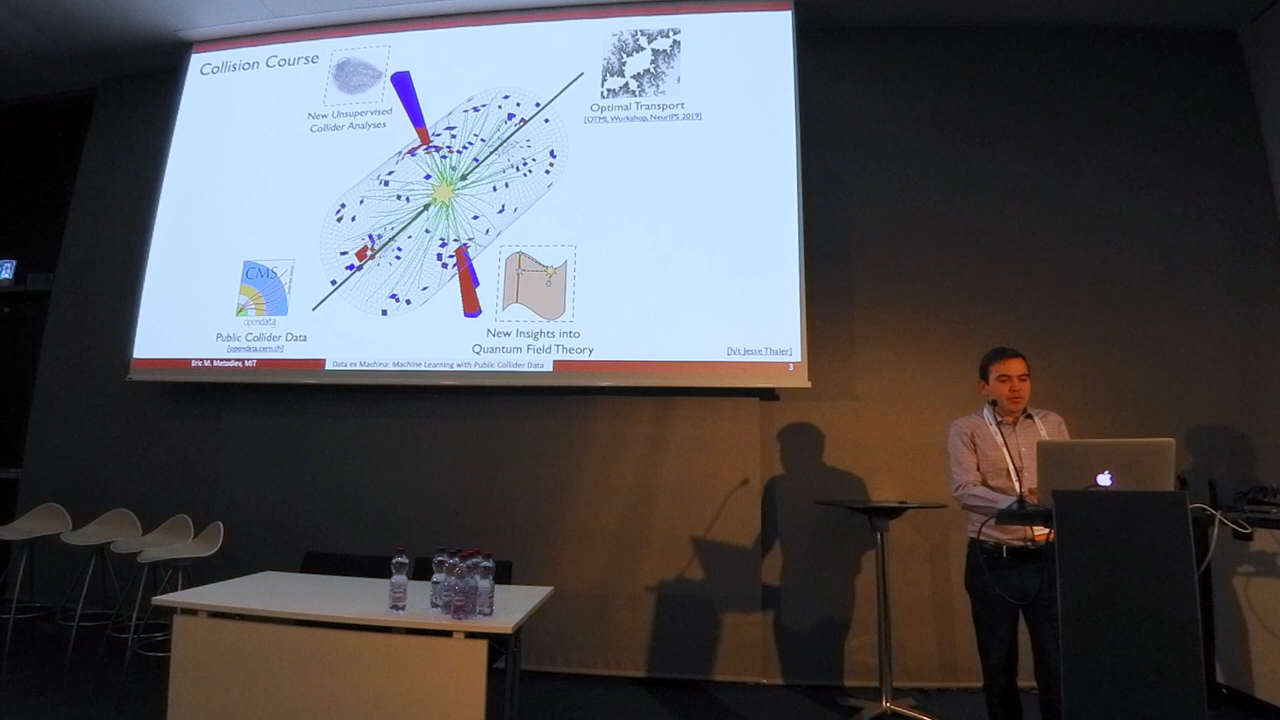 Collision Course
New Unsupervised
Collider Analyses
Optimal Transport
[OTML Workshop, NeurIPS 2019]
CMS
opendata
Public Collider Data
[opendata.cern.ch]
New Insights into
Quantum Field Theory
[h/t Jesse Thaler]
Eric M. Metodiev, MIT
Data ex Machina: Machine Learning with Public Collider Data
3